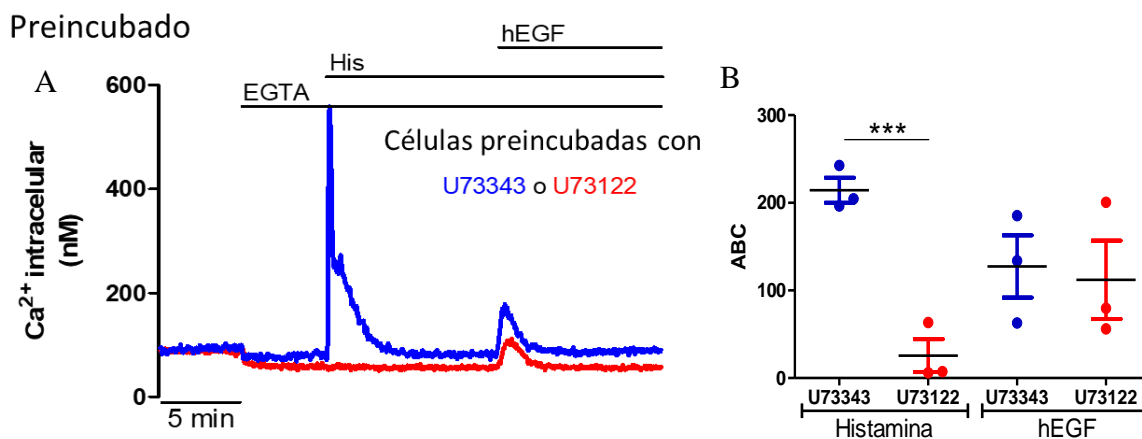 Preincubado
A
hEGF
His
EGTA
Células preincubadas con
U73343 o U73122
600
400
200
0
Ca²⁺ intracelular
(nM)
5 min
B
***
300
200
100
0
ABC
U73343 U73122 U73343 U73122
Histamina hEGF